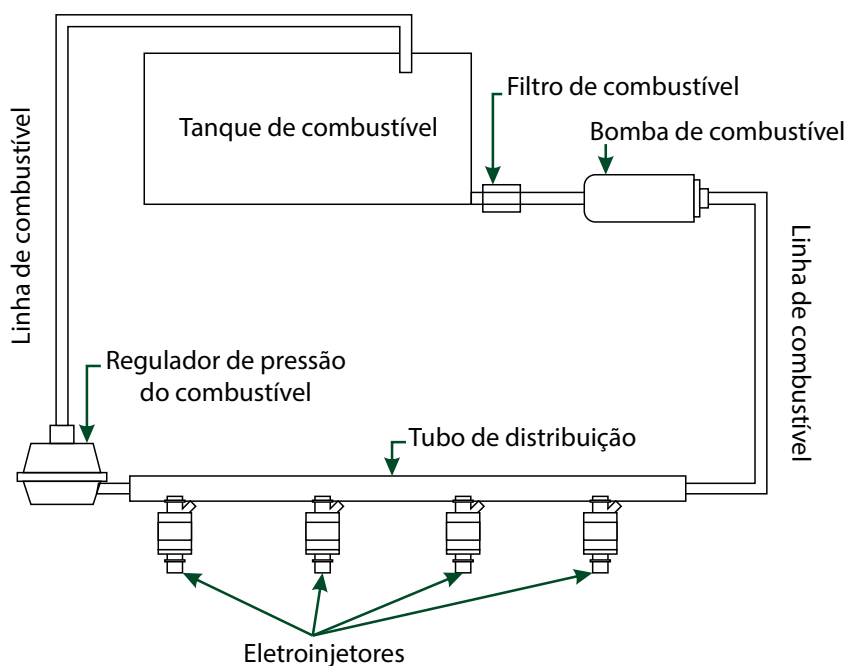 Filtro de combustível
Tanque de combustível
Bomba de combustível
Linha de combustível
Linha de combustível
Regulador de pressão
do combustível
Tubo de distribuição
Eletroinjetores